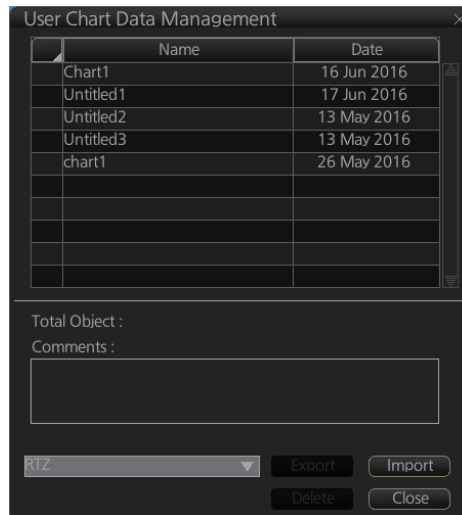 User Chart Data Management
Name Date
Chart1 16 Jun 2016
Untitled1 17 Jun 2016
Untitled2 13 May 2016
Untitled3 13 May 2016
chart1 26 May 2016
Total Object :
Comments :
RTZ Export Import
Delete Close